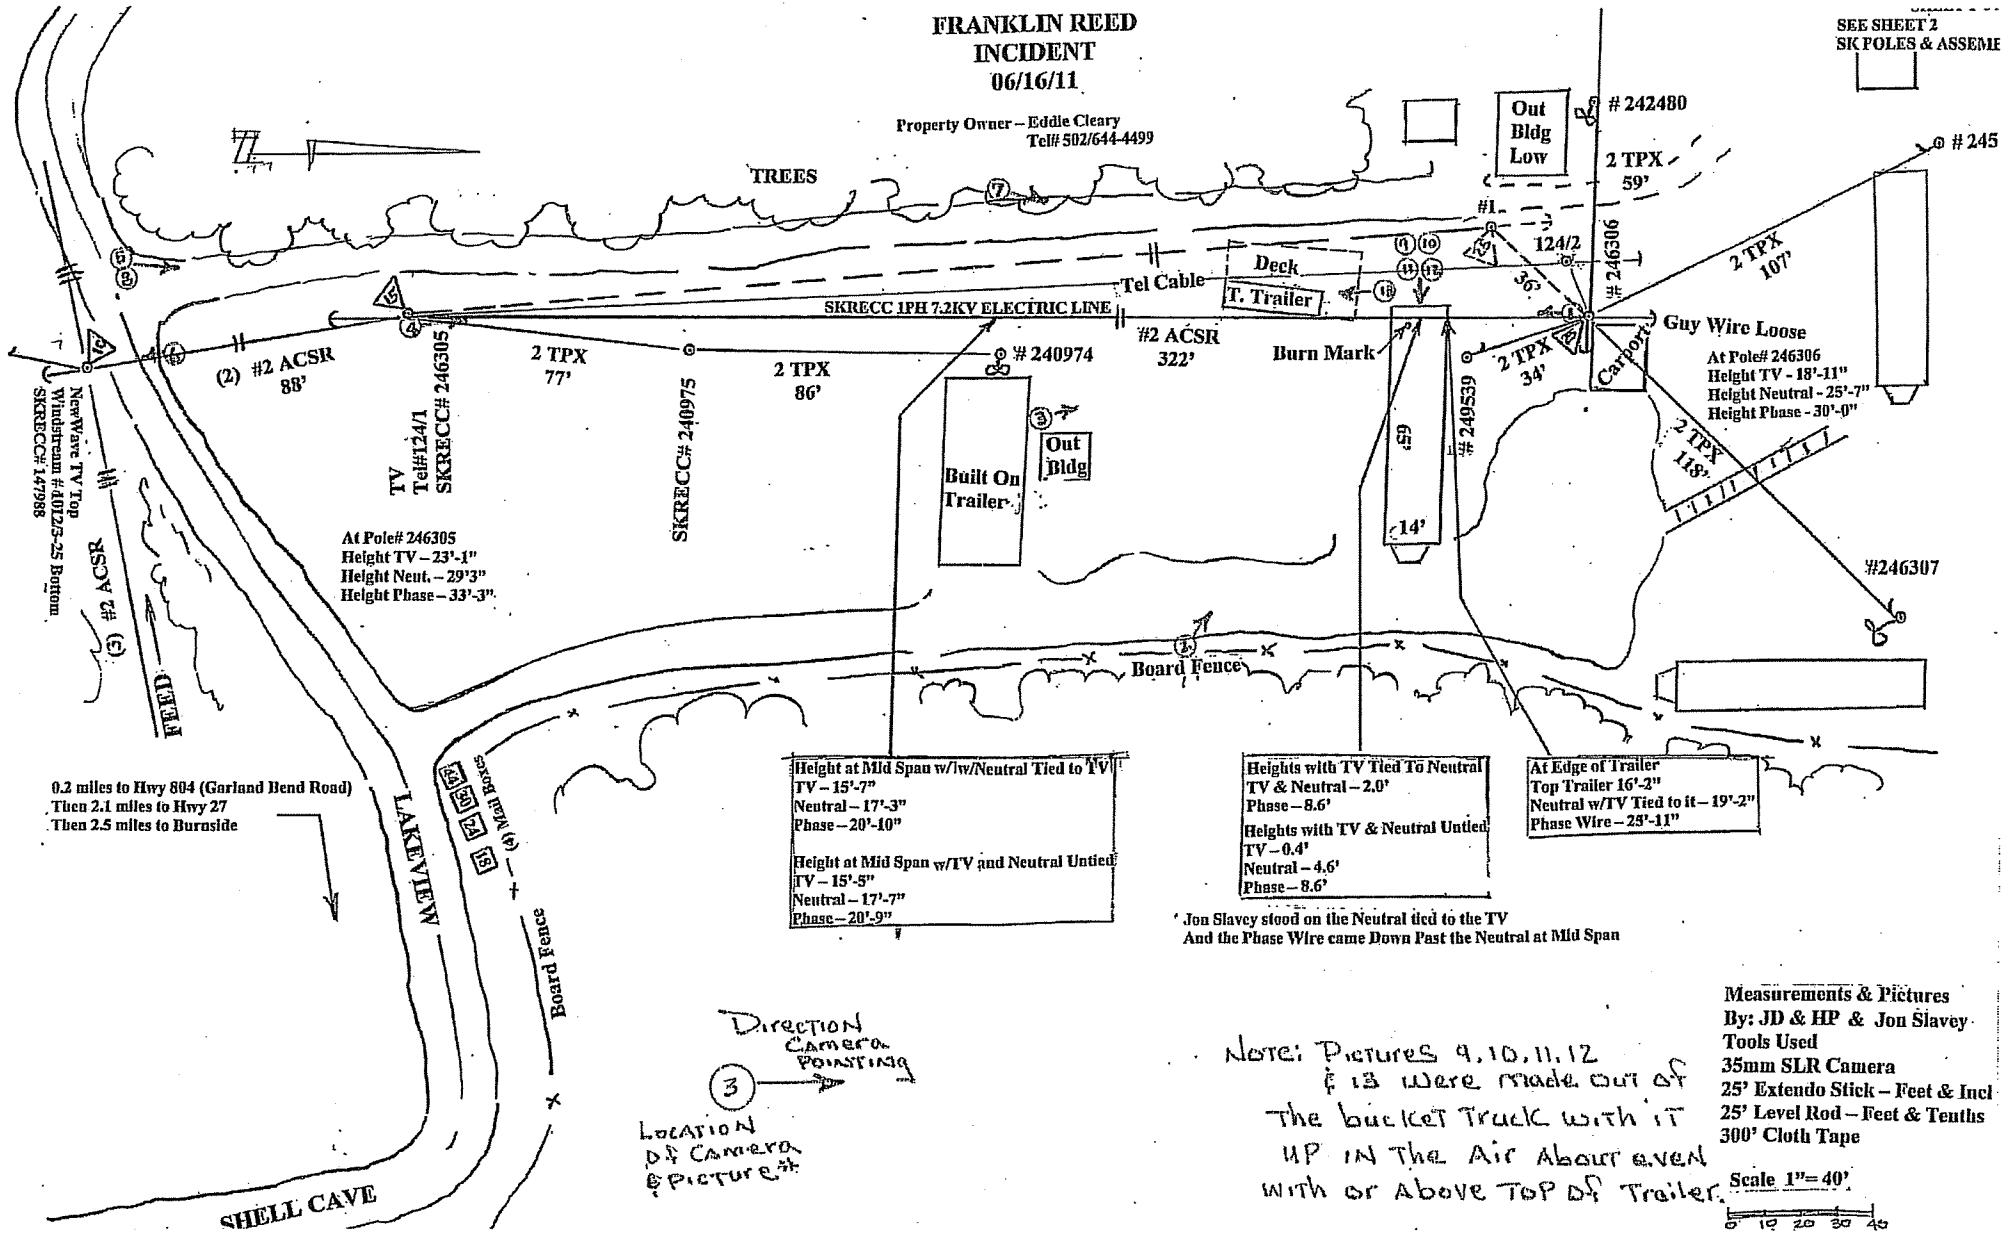 FRANKLIN REED
INCIDENT
06/16/11
SEE SHEET 2
SK POLES & ASSEME
Property Owner – Eddie Cleary
Tel# 502/644-4499
TREES
7
Out
Bldg
Low
# 242480
2 TPX
59'
# 245
#1
124/2
# 246306
2 TPX
107'
36'
Deck
T. Trailer
Tel Cable
SKRECC 1PH 7.2KV ELECTRIC LINE
9
10
11
12
#2 ACSR
322'
Burn Mark
2 TPX
34'
Carport
Guy Wire Loose
At Pole# 246306
Height TV - 18'-11"
Height Neutral - 25'-7"
Height Phase - 30'-0"
# 249539
65'
14'
2 TPX
118'
#246307
4
(2) #2 ACSR
88'
2 TPX
77'
2 TPX
86'
# 240974
TV
Tel#124/1
SKRECC# 246305
SKRECC# 240975
3
Out
Bldg
Built On
Trailer
NewWave TV Top
Windstream # 4012/3-25 Bottom
SKRECC# 147988
(3) #2 ACSR
FEED
At Pole# 246305
Height TV – 23'-1"
Height Neut. – 29'3"
Height Phase – 33'-3"
2
Board Fence
0.2 miles to Hwy 804 (Garland Bend Road)
Then 2.1 miles to Hwy 27
Then 2.5 miles to Burnside
LAKEVIEW
44
30
24
18
(4) Mail Boxes
Board Fence
Height at Mid Span w/lw/Neutral Tied to TV
TV – 15'-7"
Neutral – 17'-3"
Phase – 20'-10"
Height at Mid Span w/TV and Neutral Untied
TV – 15'-5"
Neutral – 17'-7"
Phase – 20'-9"
Heights with TV Tied To Neutral
TV & Neutral – 2.0'
Phase – 8.6'
Heights with TV & Neutral Untied
TV – 0.4'
Neutral – 4.6'
Phase – 8.6'
At Edge of Trailer
Top Trailer 16'-2"
Neutral w/TV Tied to it – 19'-2"
Phase Wire – 23'-11"
Jon Slavey stood on the Neutral tied to the TV
And the Phase Wire came Down Past the Neutral at Mid Span
Direction
Camera
Pointing
3
Location
Of Camera
& Picture #
Note: Pictures 9,10,11,12
& 13 were made out of
The bucket Truck with it
UP IN The Air About even
with or Above Top Of Trailer.
Measurements & Pictures
By: JD & HP & Jon Slavey
Tools Used
35mm SLR Camera
25' Extendo Stick – Feet & Incl
25' Level Rod – Feet & Tenths
300' Cloth Tape
Scale 1"= 40'
0 10 20 30 40
SHELL CAVE